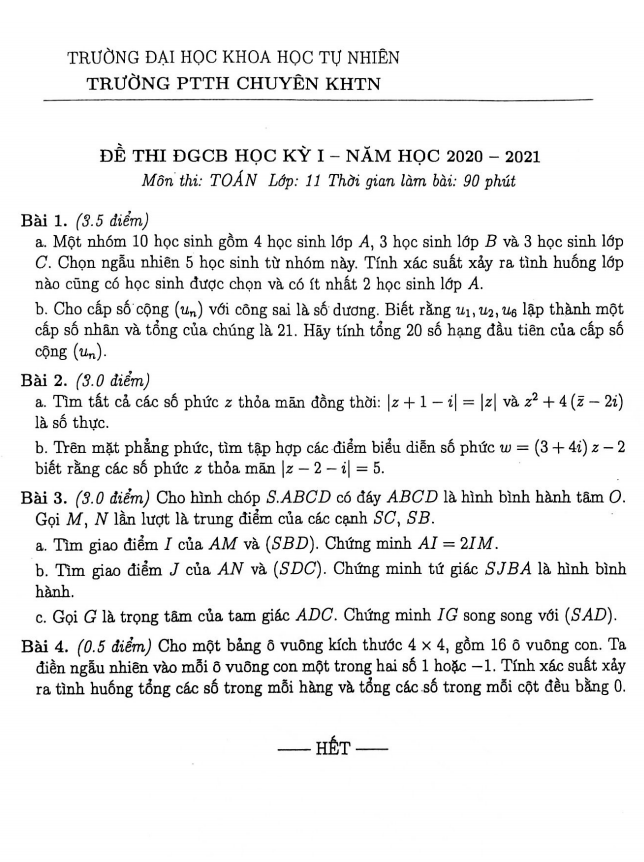 TRƯỜNG ĐẠI HỌC KHOA HỌC TỰ NHIÊN
TRƯỜNG PTTH CHUYÊN KHTN
ĐỀ THI ĐGCB HỌC KỲ I – NĂM HỌC 2020 – 2021
Môn thi: TOÁN Lớp: 11 Thời gian làm bài: 90 phút
Bài 1. (3.5 điểm)
a. Một nhóm 10 học sinh gồm 4 học sinh lớp A, 3 học sinh lớp B và 3 học sinh lớp
C. Chọn ngẫu nhiên 5 học sinh từ nhóm này. Tính xác suất xảy ra tình huống lớp
nào cũng có học sinh được chọn và có ít nhất 2 học sinh lớp A.
b. Cho cấp số cộng (uₙ) với công sai là số dương. Biết rằng u₁, u₂, u₆ lập thành một
cấp số nhân và tổng của chúng là 21. Hãy tính tổng 20 số hạng đầu tiên của cấp số
cộng (uₙ).
Bài 2. (3.0 điểm)
a. Tìm tất cả các số phức z thỏa mãn đồng thời: |z + 1 − i| = |z| và z² + 4 (z̄ − 2i)
là số thực.
b. Trên mặt phẳng phức, tìm tập hợp các điểm biểu diễn số phức w = (3 + 4i) z − 2
biết rằng các số phức z thỏa mãn |z − 2 − i| = 5.
Bài 3. (3.0 điểm) Cho hình chóp S.ABCD có đáy ABCD là hình bình hành tâm O.
Gọi M, N lần lượt là trung điểm của các cạnh SC, SB.
a. Tìm giao điểm I của AM và (SBD). Chứng minh AI = 2IM.
b. Tìm giao điểm J của AN và (SDC). Chứng minh tứ giác SJBA là hình bình
hành.
c. Gọi G là trọng tâm của tam giác ADC. Chứng minh IG song song với (SAD).
Bài 4. (0.5 điểm) Cho một bảng ô vuông kích thước 4 × 4, gồm 16 ô vuông con. Ta
điền ngẫu nhiên vào mỗi ô vuông con một trong hai số 1 hoặc −1. Tính xác suất xảy
ra tình huống tổng các số trong mỗi hàng và tổng các số trong mỗi cột đều bằng 0.
—— HẾT ——